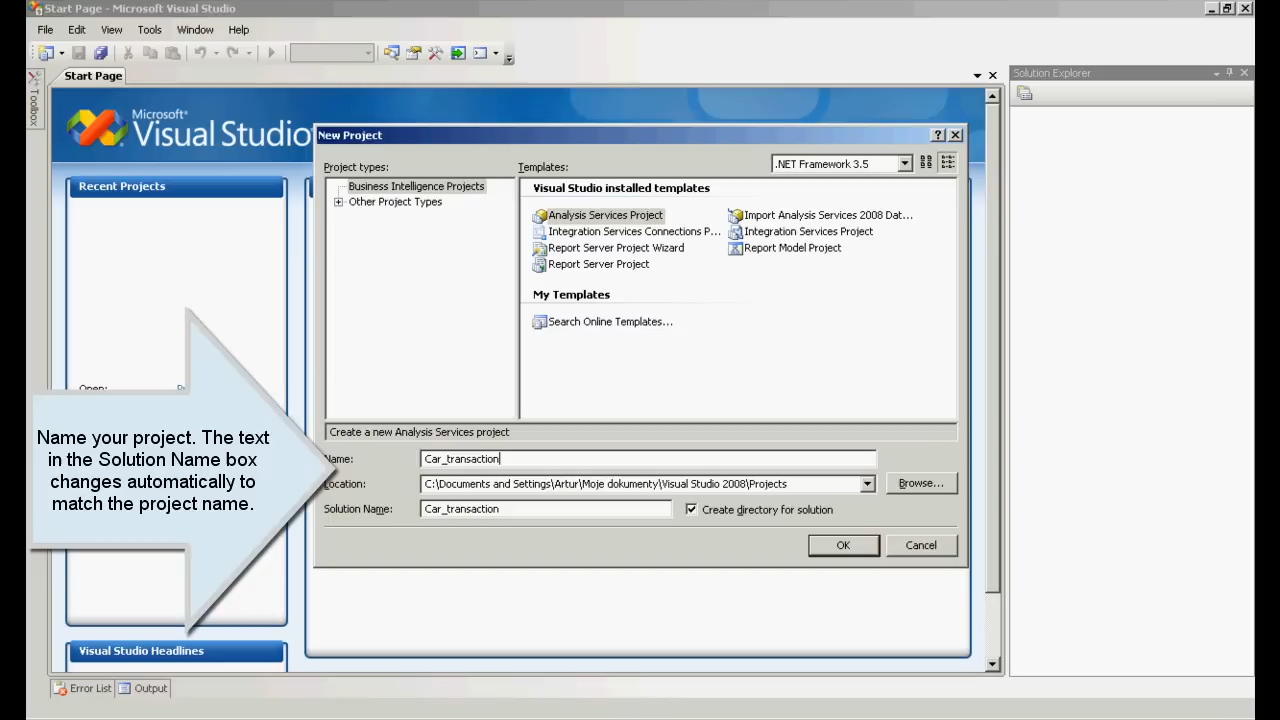 Start Page - Microsoft Visual Studio
File Edit View Tools Window Help
Start Page
Solution Explorer
Toolbox
Microsoft®
Visual Studio
Recent Projects
New Project
Project types:
Templates:
.NET Framework 3.5
Business Intelligence Projects
Other Project Types
Visual Studio installed templates
Analysis Services Project
Import Analysis Services 2008 Dat...
Integration Services Connections P...
Integration Services Project
Report Server Project Wizard
Report Model Project
Report Server Project
My Templates
Search Online Templates...
Open:
Create a new Analysis Services project
Name your project. The text
in the Solution Name box
changes automatically to
match the project name.
Name:
Car_transaction
Location:
C:\Documents and Settings\Artur\Moje dokumenty\Visual Studio 2008\Projects
Browse...
Solution Name:
Car_transaction
Create directory for solution
OK
Cancel
Visual Studio Headlines
Error List
Output